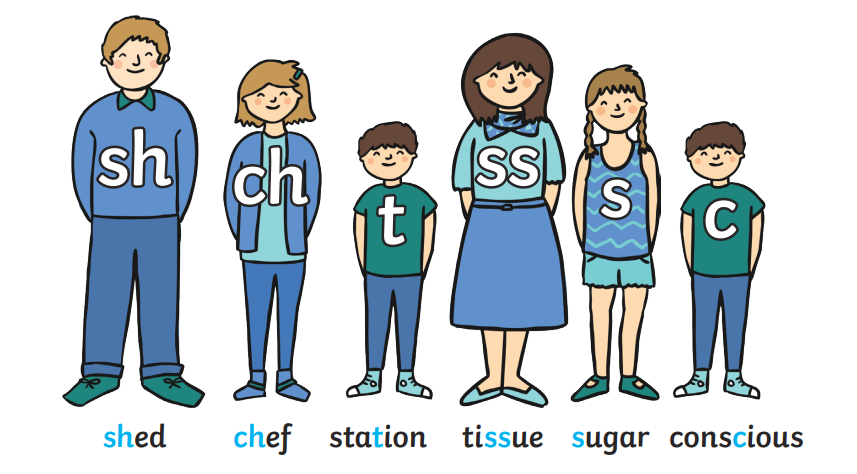 sh ch t ss s c
shed chef station tissue sugar conscious